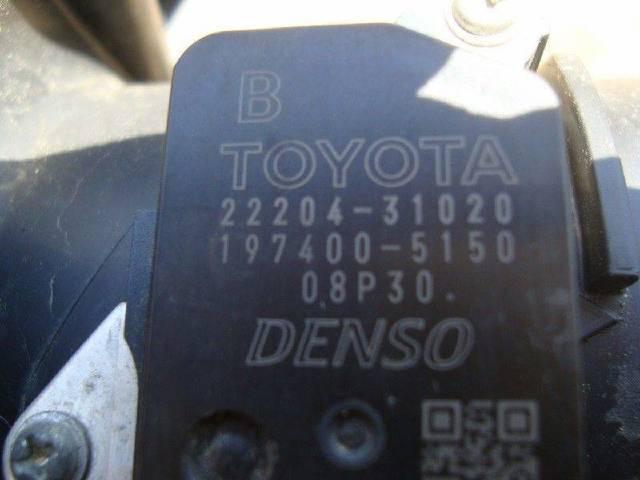 B
TOYOTA
22204-31020
197400-5150
08P30.
DENSO